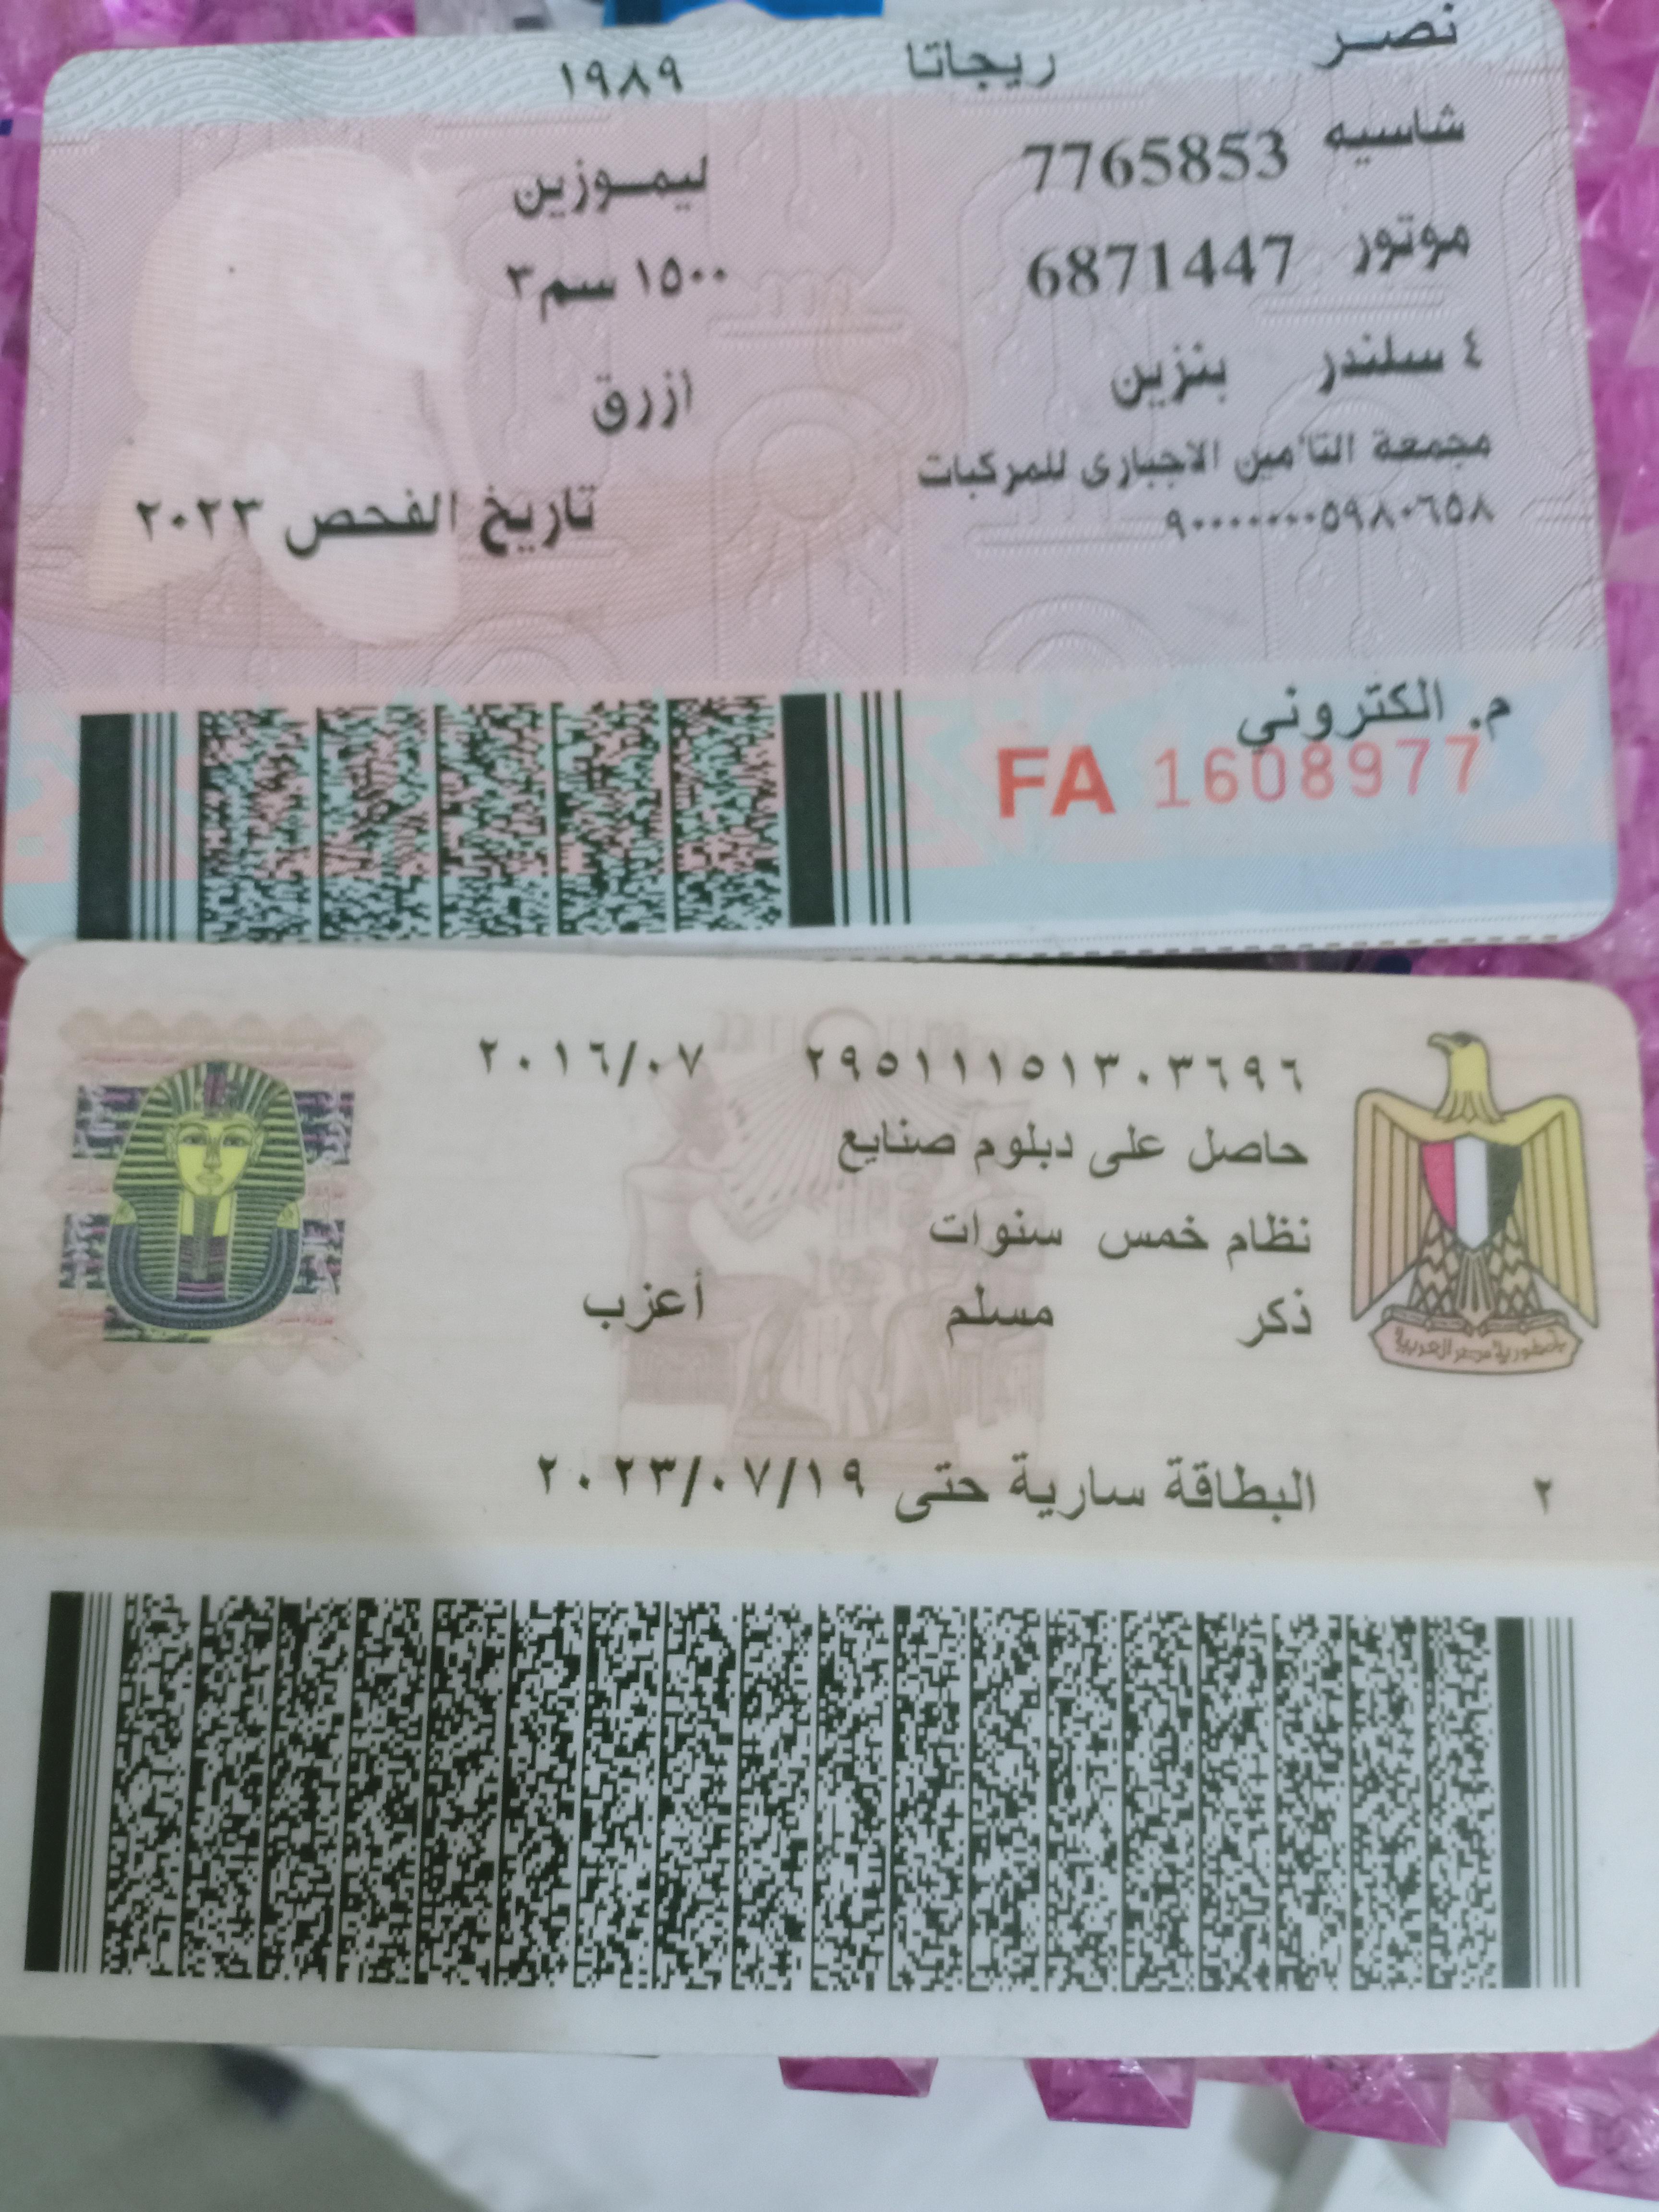 نصر ريجاتا ١٩٨٩
شاسيه 7765853 ليموزين
موتور 6871447 ١٥٠٠ سم٣
٤ سلندر بنزين أزرق
مجمعة التأمين الاجبارى للمركبات
٩٠٠٠٠٠٠٠٥٩٨٠٦٥٨ تاريخ الفحص ٢٠٢٣
م. الكتروني
FA 1608977
٢٩٥١١١٥١٣٠٣٦٩٦ ٢٠١٦/٠٧
حاصل على دبلوم صنايع
نظام خمس سنوات
ذكر مسلم أعزب
جمهورية مصر العربية
٢ البطاقة سارية حتى ٢٠٢٣/٠٧/١٩